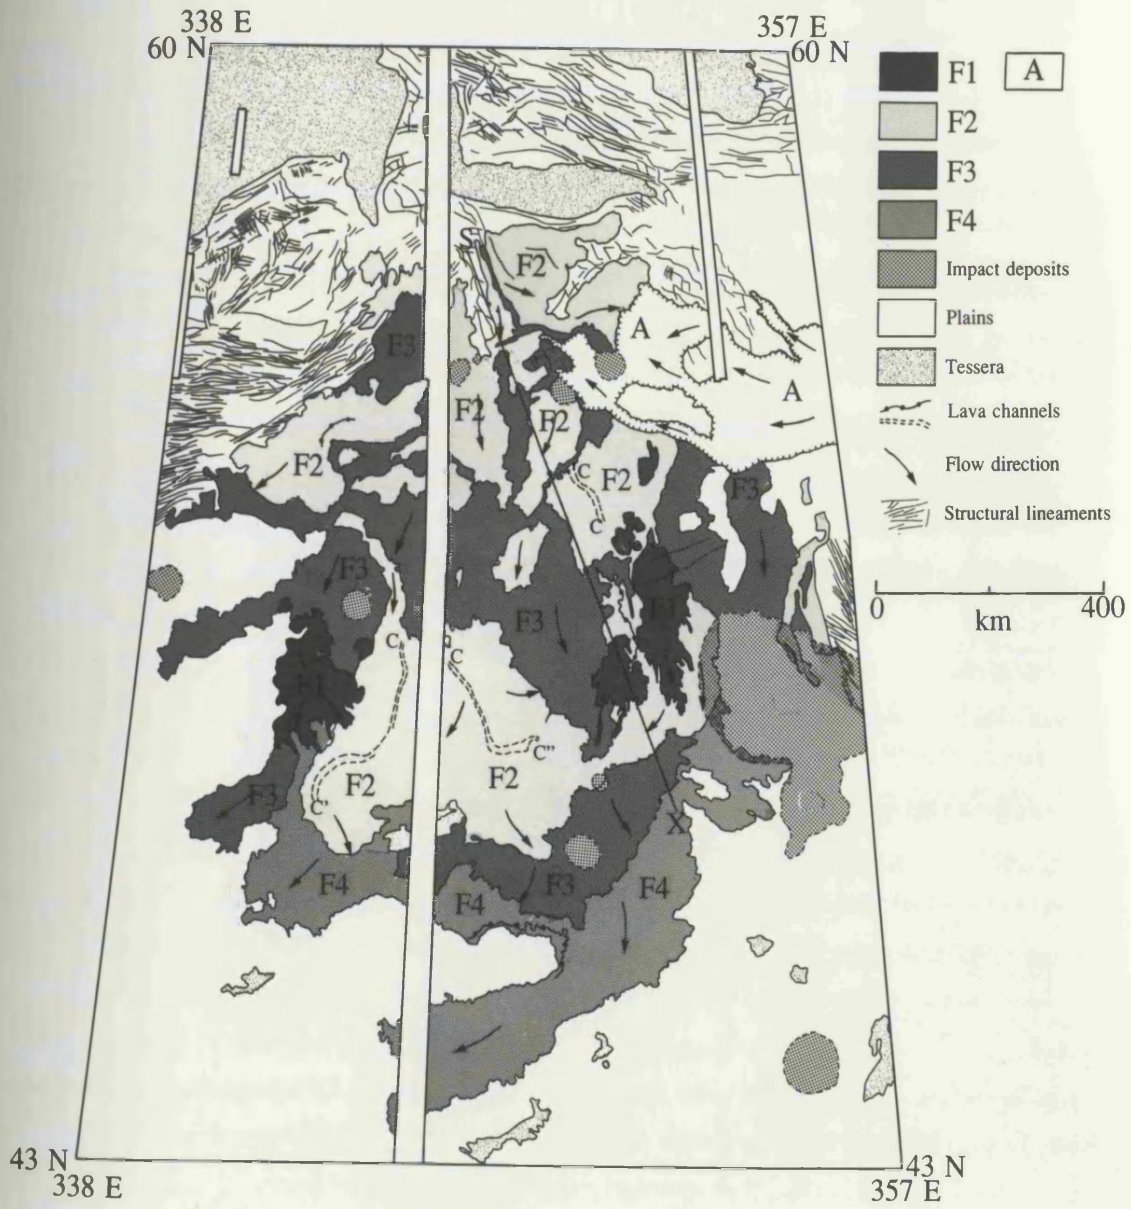 338 E
357 E
60 N
60 N
F1
A
F2
F3
F4
Impact deposits
Plains
Tessera
Lava channels
Flow direction
Structural lineaments
0
400
km
S
F2
A
F3
A
F2
F2
F2
C
F2
F3
C
F3
F1
F3
C
C
F1
C"
F2
F2
F3
C'
X
F4
F3
F4
F4
43 N
43 N
338 E
357 E